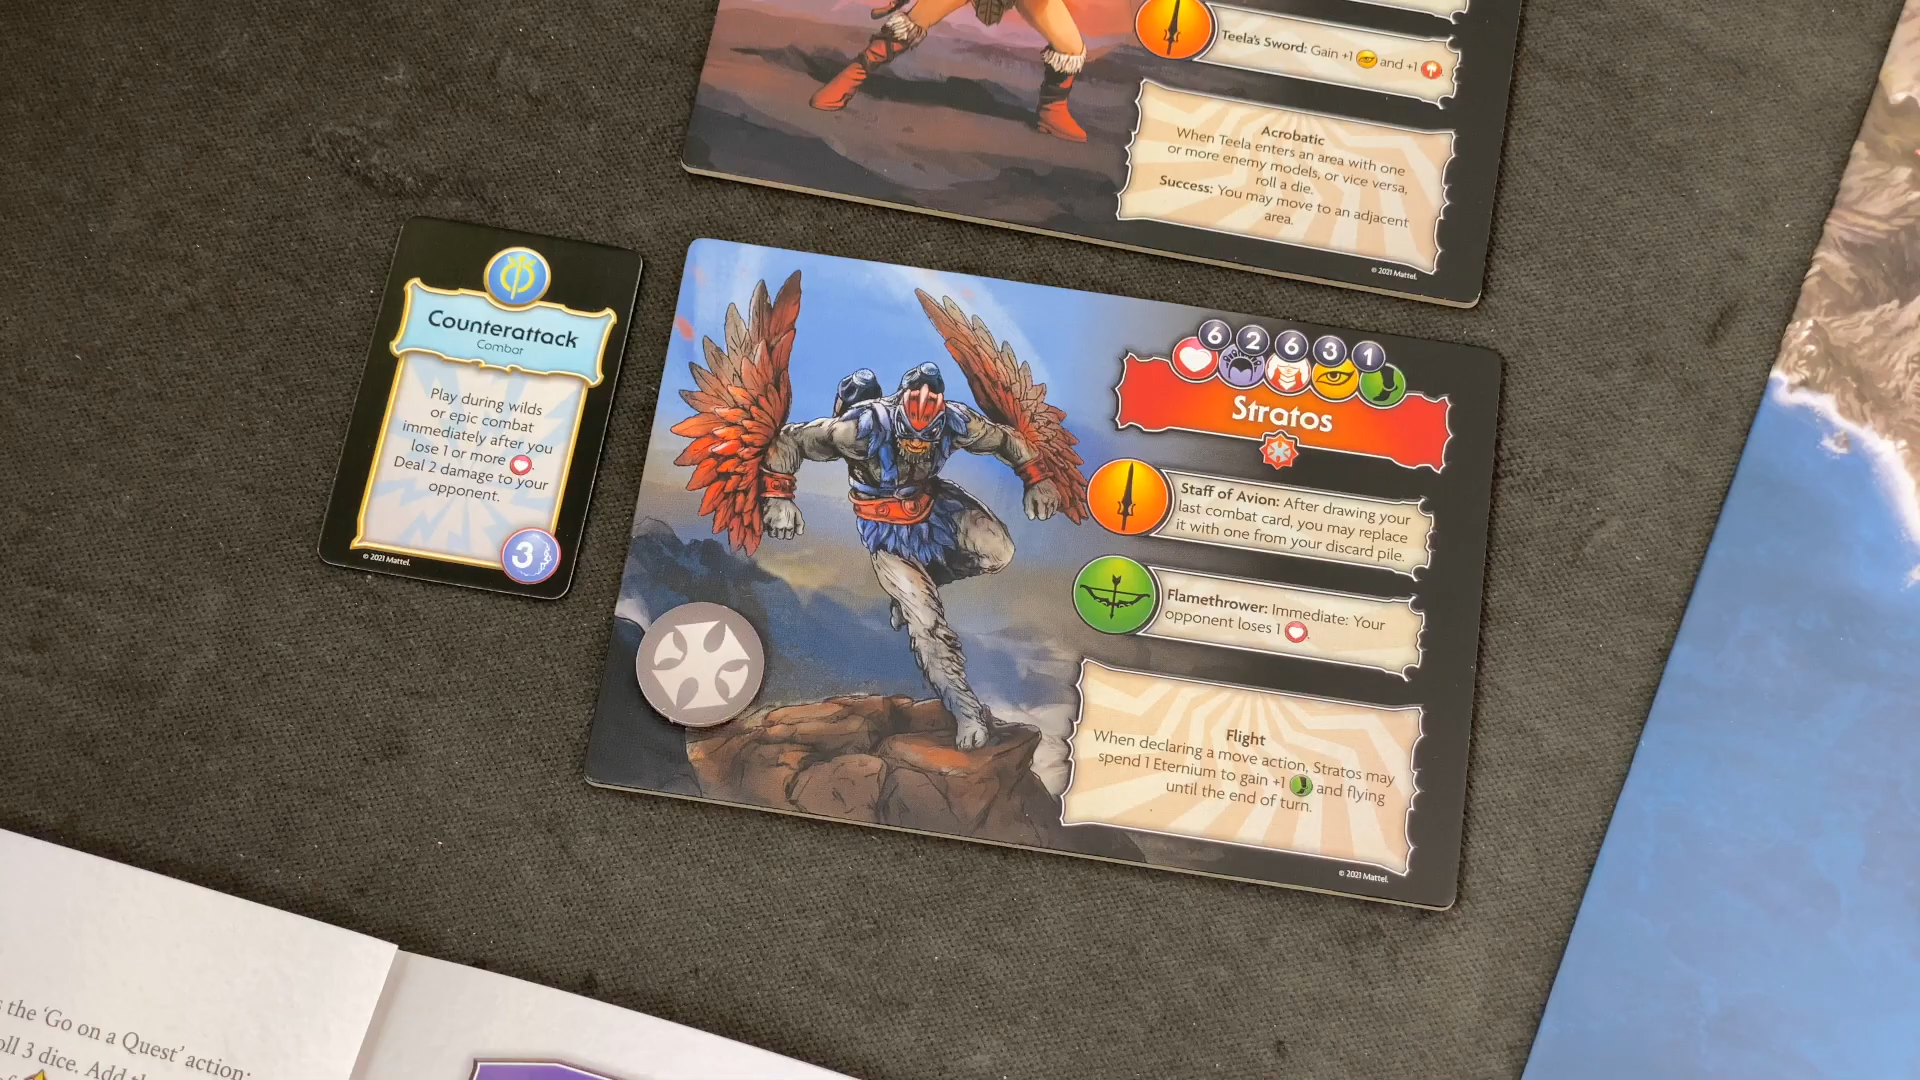 Teela's Sword: Gain +1 and +1
Acrobatic
When Teela enters an area with one
or more enemy models, or vice versa,
roll a die.
Success: You may move to an adjacent
area.
© 2021 Mattel.
Counterattack
Combat
Play during wilds
or epic combat
immediately after you
lose 1 or more .
Deal 2 damage to your
opponent.
3
© 2021 Mattel.
6 2 6 3 1
Stratos
Staff of Avion: After drawing your
last combat card, you may replace
it with one from your discard pile.
Flamethrower: Immediate: Your
opponent loses 1 .
Flight
When declaring a move action, Stratos may
spend 1 Eternium to gain +1 and flying
until the end of turn.
© 2021 Mattel.
the 'Go on a Quest' action:
3 dice. Add